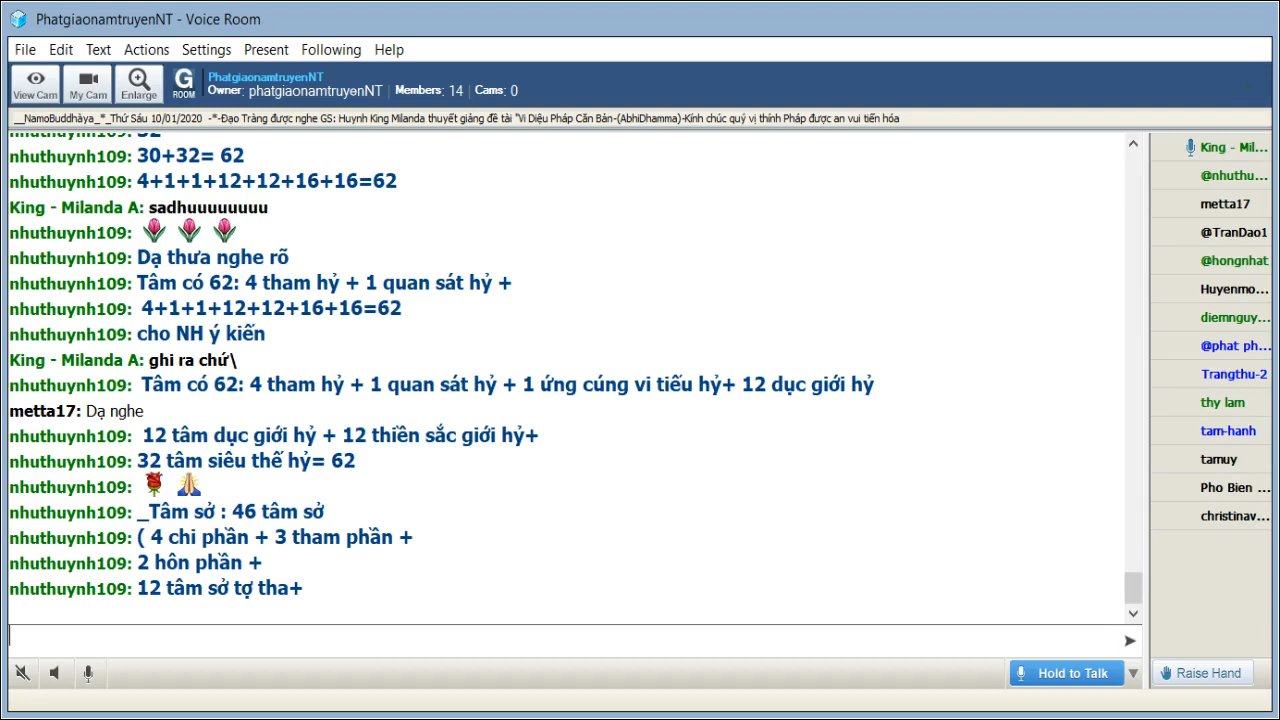 PhatgiaonamtruyenNT - Voice Room
File Edit Text Actions Settings Present Following Help
View Cam My Cam Enlarge G ROOM PhatgiaonamtruyenNT
Owner: phatgiaonamtruyenNT | Members: 14 | Cams: 0
__NamoBuddhàya_*_Thứ Sáu 10/01/2020 -*-Đạo Tràng được nghe GS: Huynh King Milanda thuyết giảng đề tài "Vi Diệu Pháp Căn Bản-(AbhiDhamma)-Kính chúc quý vị thính Pháp được an vui tiến hóa
nhuthuynh109: 32
nhuthuynh109: 30+32= 62
nhuthuynh109: 4+1+1+12+12+16+16=62
King - Milanda A: sadhuuuuuuuu
nhuthuynh109:
nhuthuynh109: Dạ thưa nghe rõ
nhuthuynh109: Tâm có 62: 4 tham hỷ + 1 quan sát hỷ +
nhuthuynh109: 4+1+1+12+12+16+16=62
nhuthuynh109: cho NH ý kiến
King - Milanda A: ghi ra chứ\
nhuthuynh109: Tâm có 62: 4 tham hỷ + 1 quan sát hỷ + 1 ứng cúng vi tiếu hỷ+ 12 dục giới hỷ
metta17: Dạ nghe
nhuthuynh109: 12 tâm dục giới hỷ + 12 thiền sắc giới hỷ+
nhuthuynh109: 32 tâm siêu thế hỷ= 62
nhuthuynh109:
nhuthuynh109: _Tâm sở : 46 tâm sở
nhuthuynh109: ( 4 chi phần + 3 tham phần +
nhuthuynh109: 2 hôn phần +
nhuthuynh109: 12 tâm sở tợ tha+
King - Mil...
@nhuthu...
metta17
@TranDao1
@hongnhat
Huyenmo...
diemnguy...
@phat ph...
Trangthu-2
thy lam
tam-hanh
tamuy
Pho Bien ...
christinav...
Hold to Talk
Raise Hand